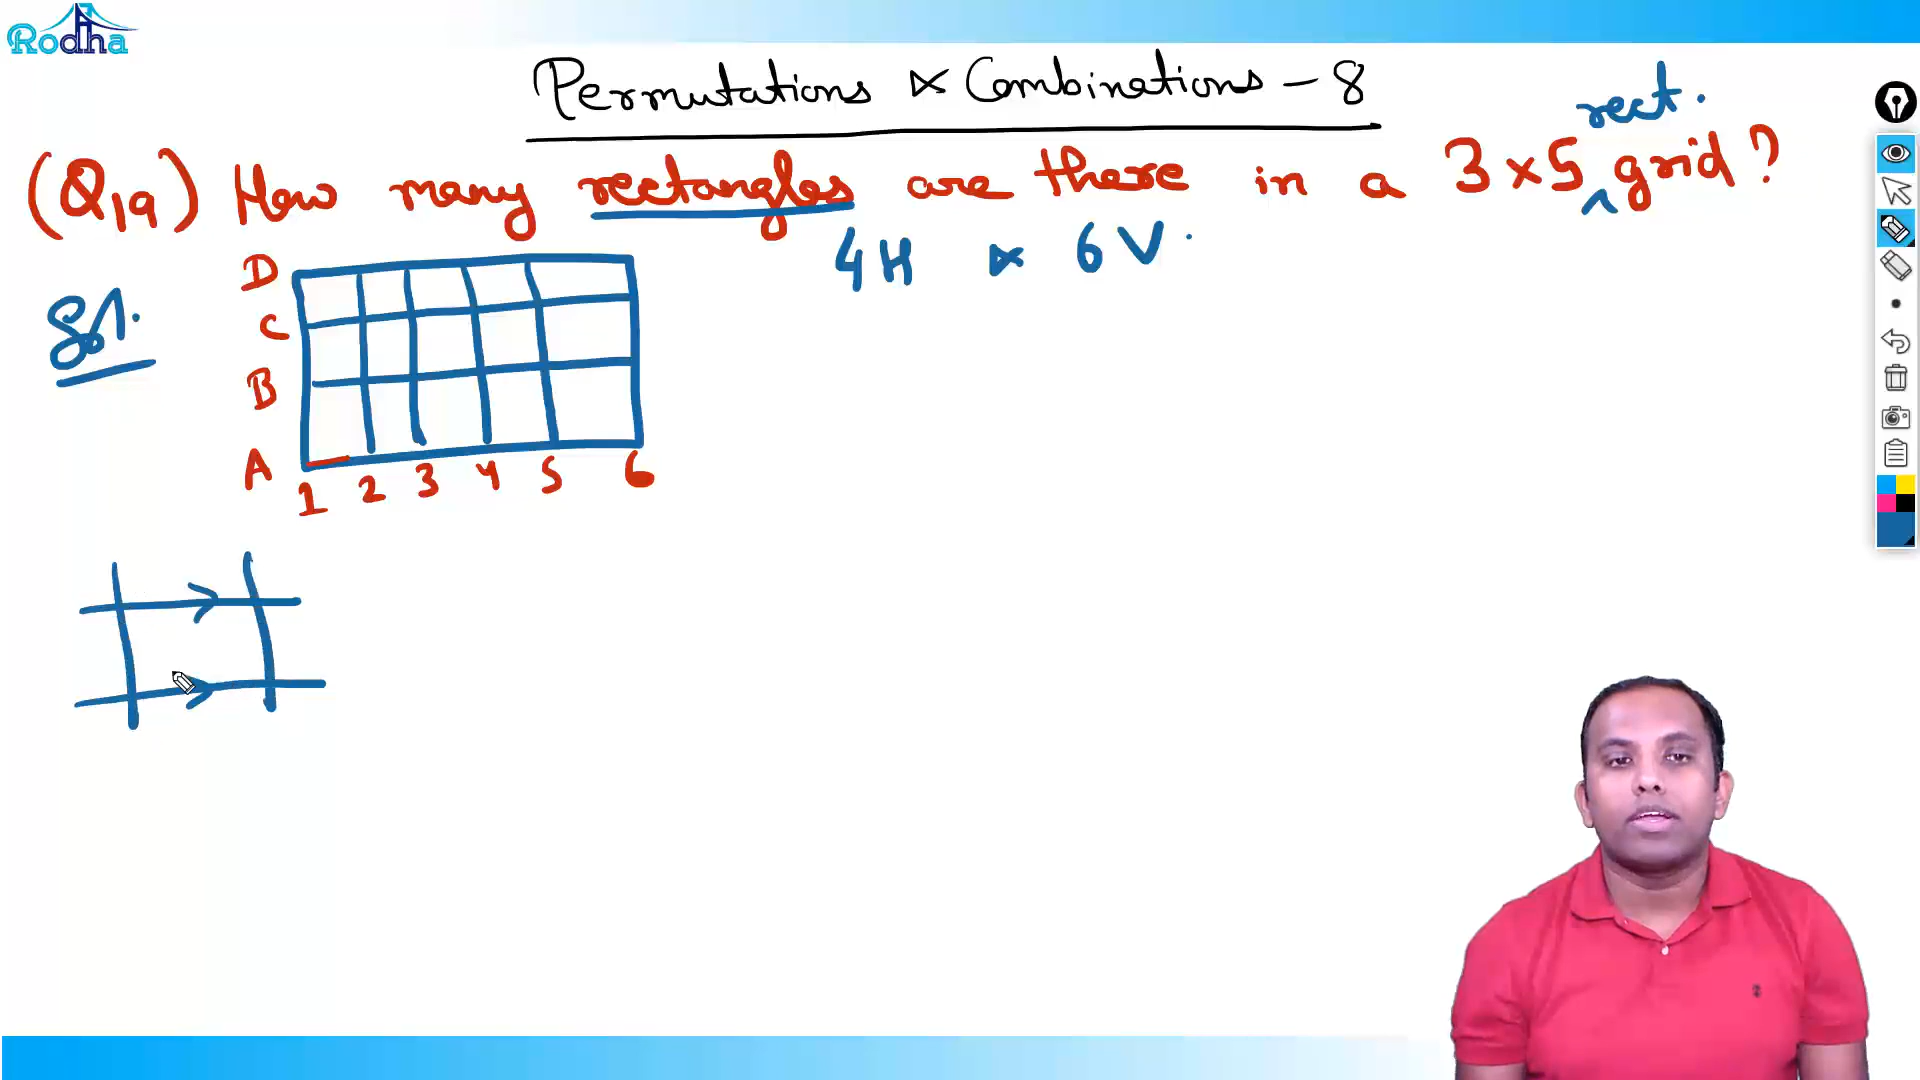 Rodha
Permutations & Combinations - 8
rect.
(Q19) How many rectangles are there in a 3×5 ^ grid?
4H & 6V.
Sol.
D
C
B
A
1 2 3 4 5 6